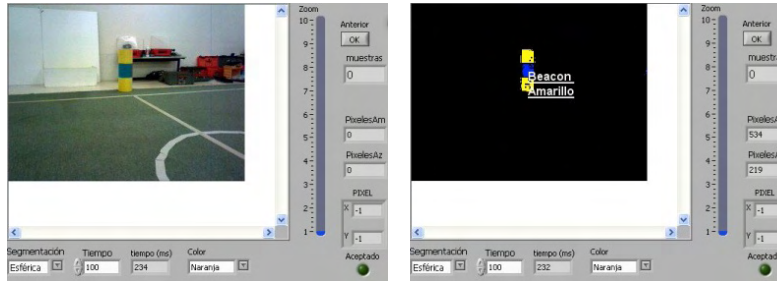 Zoom
10-
9-
8-
7-
6-
5-
4-
3-
2-
1-
Anterior
OK
muestras
0
PixelesAm
0
PixelesAz
0
PIXEL
X -1
Y -1
Aceptado
Segmentación Tiempo tiempo (ms) Color
Esférica 100 234 Naranja
Beacon
Amarillo
Zoom
10-
9-
8-
7-
6-
5-
4-
3-
2-
1-
Anterior
OK
muestra
0
PixelesA
534
PixelesA
219
PIXEL
X -1
Y -1
Aceptad
Segmentación Tiempo tiempo (ms) Color
Esférica 100 232 Naranja